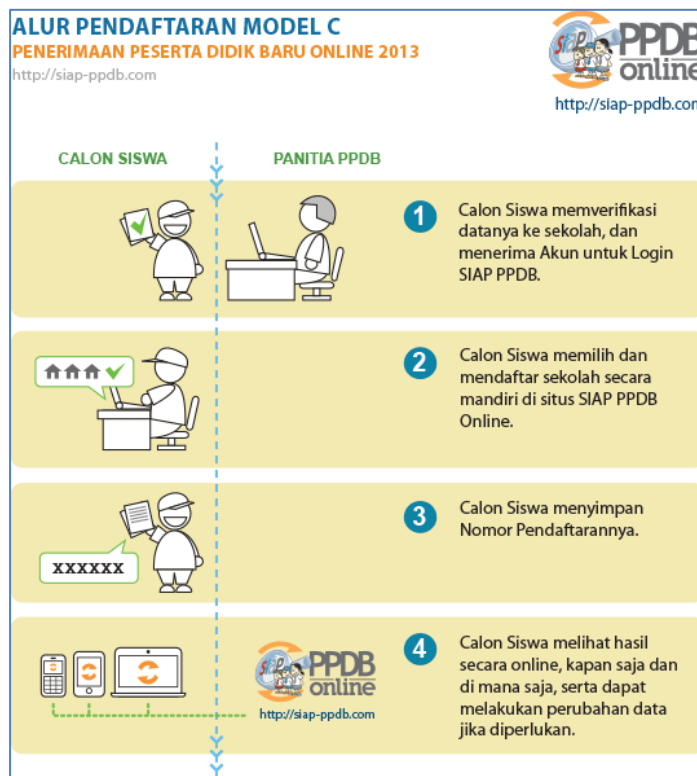 ALUR PENDAFTARAN MODEL C
PENERIMAAN PESERTA DIDIK BARU ONLINE 2013
http://siap-ppdb.com
SIAP PPDB
online
http://siap-ppdb.com
CALON SISWA
PANITIA PPDB
1
Calon Siswa memverifikasi
datanya ke sekolah, dan
menerima Akun untuk Login
SIAP PPDB.
2
Calon Siswa memilih dan
mendaftar sekolah secara
mandiri di situs SIAP PPDB
Online.
3
Calon Siswa menyimpan
Nomor Pendaftarannya.
xxxxxx
4
Calon Siswa melihat hasil
secara online, kapan saja dan
di mana saja, serta dapat
melakukan perubahan data
jika diperlukan.
SIAP PPDB
online
http://siap-ppdb.com